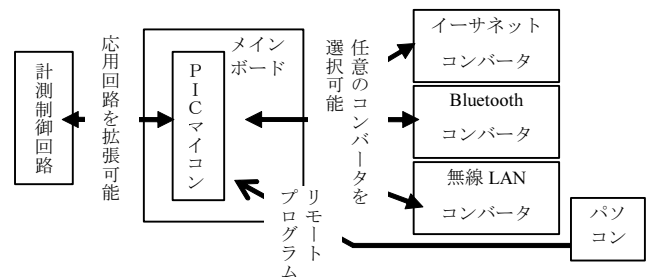 計測制御回路
応用回路を拡張可能
メイン
ボード
PICマイコン
任意のコンバータを
選択可能
イーサネット
コンバータ
Bluetooth
コンバータ
無線 LAN
コンバータ
リモート
プログラム
パソ
コン